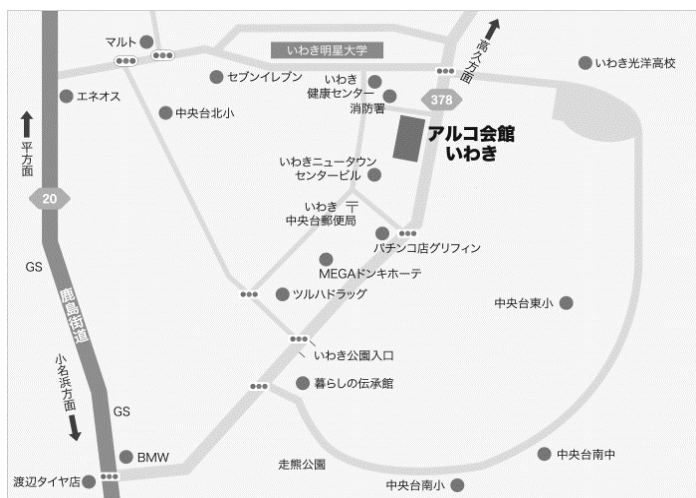 マルト
いわき明星大学
高久方面
いわき光洋高校
セブンイレブン
いわき
健康センター
消防署
エネオス
中央台北小
378
アルコ会館
いわき
平方面
20
いわきニュータウン
センタービル
いわき 〒
中央台郵便局
パチンコ店グリフィン
GS
MEGAドンキホーテ
ツルハドラッグ
中央台東小
鹿島街道
いわき公園入口
小名浜方面
暮らしの伝承館
GS
BMW
走熊公園
中央台南中
渡辺タイヤ店
中央台南小